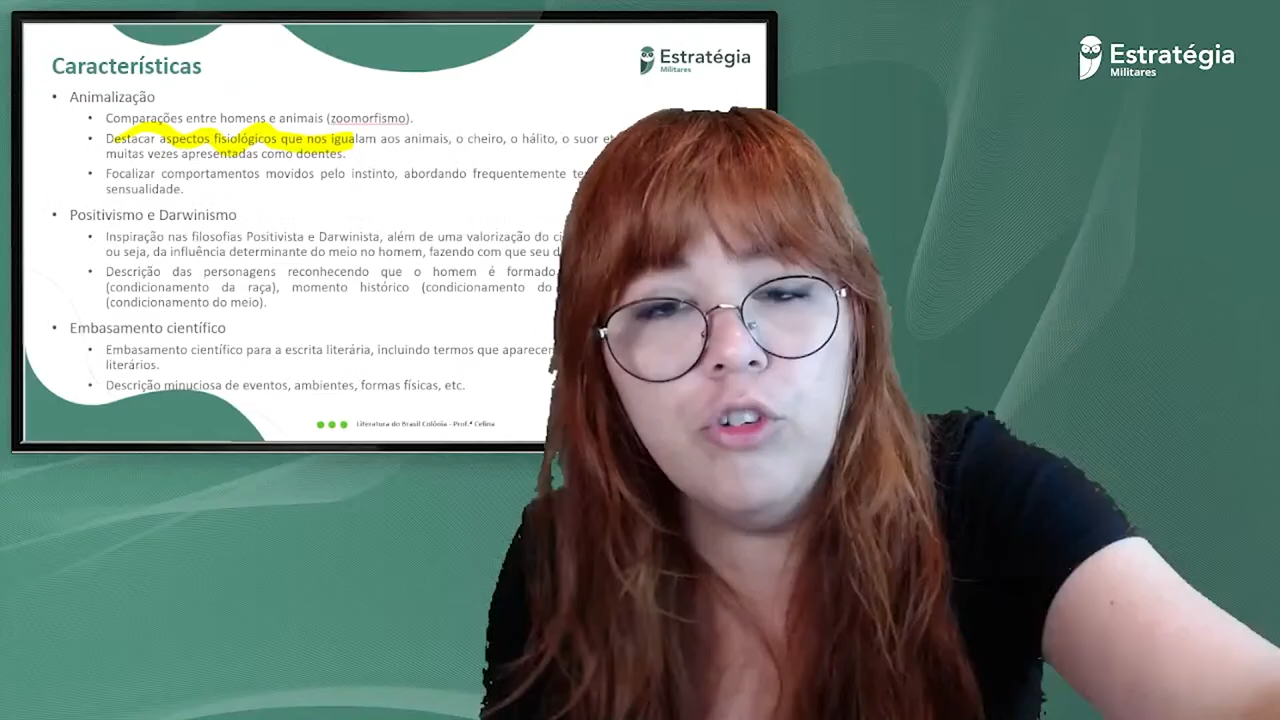 Características
Estratégia
Militares
Estratégia
Militares
• Animalização
• Comparações entre homens e animais (zoomorfismo).
• Destacar aspectos fisiológicos que nos igualam aos animais, o cheiro, o hálito, o suor
muitas vezes apresentadas como doentes.
• Focalizar comportamentos movidos pelo instinto, abordando frequentemente
sensualidade.
• Positivismo e Darwinismo
• Inspiração nas filosofias Positivista e Darwinista, além de uma valorização do
ou seja, da influência determinante do meio no homem, fazendo com que seu
• Descrição das personagens reconhecendo que o homem é formado
(condicionamento da raça), momento histórico (condicionamento do
(condicionamento do meio).
• Embasamento científico
• Embasamento científico para a escrita literária, incluindo termos que
literários.
• Descrição minuciosa de eventos, ambientes, formas físicas, etc.
Literatura do Brasil Colônia - Prof.ª Celina